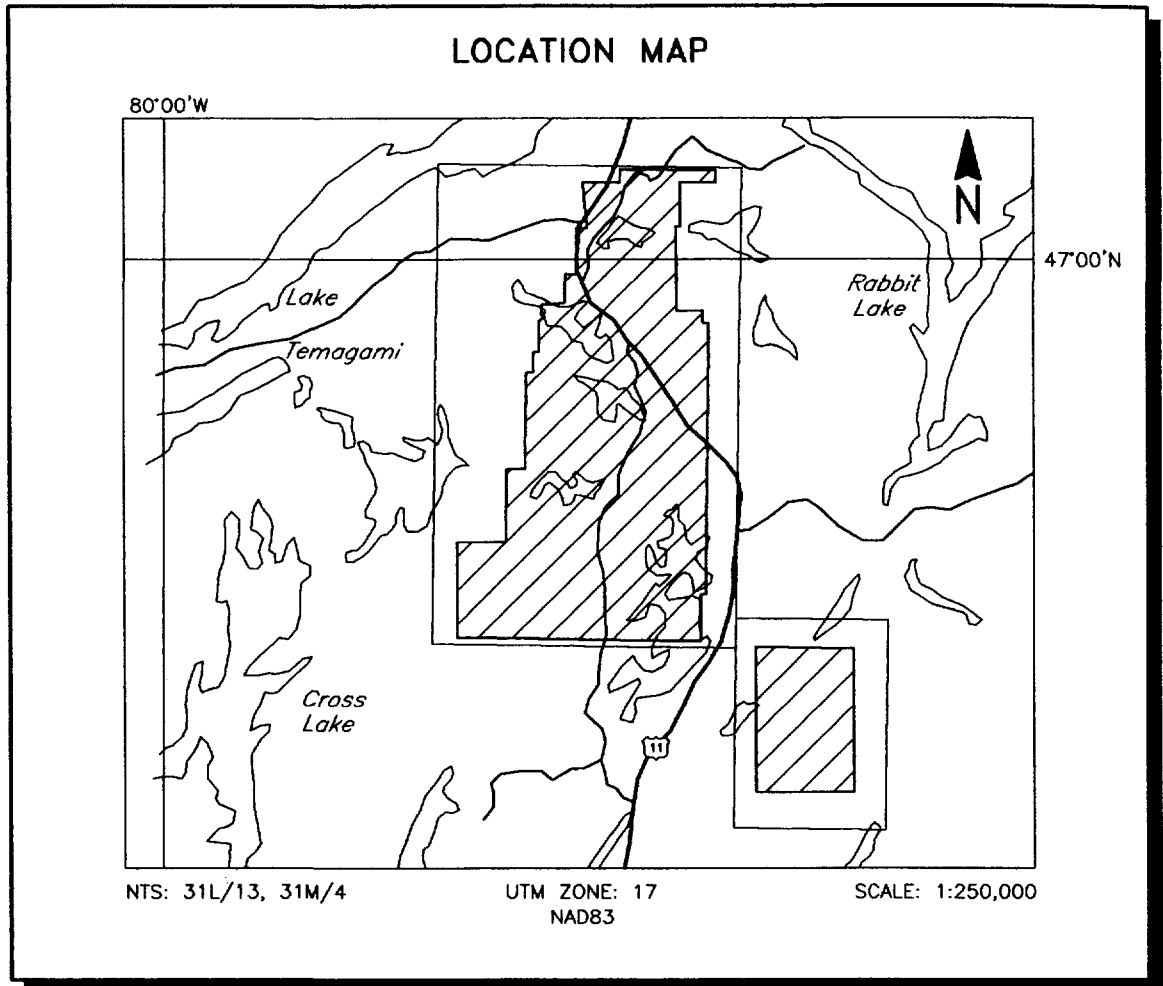 LOCATION MAP
80°00'W
N
47°00'N
Lake
Temagami
Rabbit
Lake
Cross
Lake
11
NTS: 31L/13, 31M/4
UTM ZONE: 17
NAD83
SCALE: 1:250,000